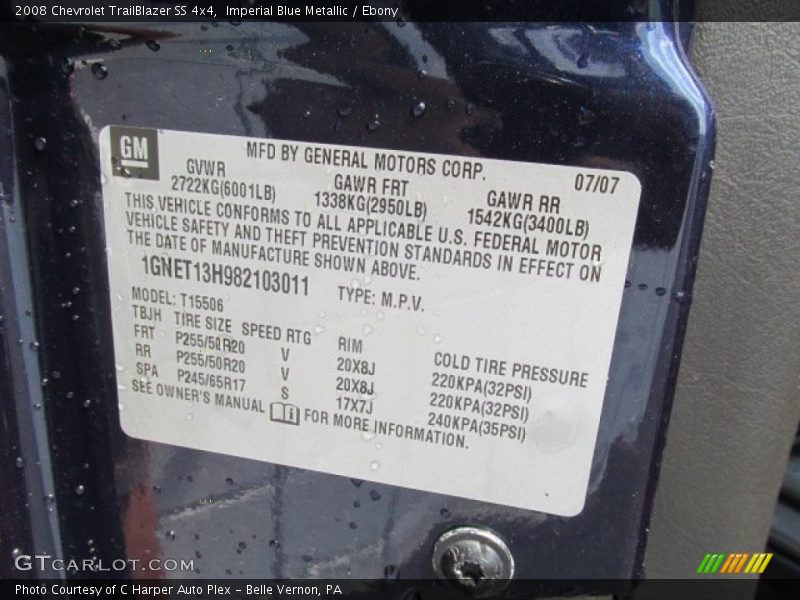 2008 Chevrolet TrailBlazer SS 4x4, Imperial Blue Metallic / Ebony
GM
MFD BY GENERAL MOTORS CORP.
07/07
GVWR GAWR FRT GAWR RR
2722KG(6001LB) 1338KG(2950LB) 1542KG(3400LB)
THIS VEHICLE CONFORMS TO ALL APPLICABLE U.S. FEDERAL MOTOR
VEHICLE SAFETY AND THEFT PREVENTION STANDARDS IN EFFECT ON
THE DATE OF MANUFACTURE SHOWN ABOVE.
1GNET13H982103011 TYPE: M.P.V.
MODEL: T15506
TBJH TIRE SIZE SPEED RTG RIM COLD TIRE PRESSURE
FRT P255/50R20 V 20X8J 220KPA(32PSI)
RR P255/50R20 V 20X8J 220KPA(32PSI)
SPA P245/65R17 S 17X7J 240KPA(35PSI)
SEE OWNER'S MANUAL FOR MORE INFORMATION.
GTCARLOT.COM
Photo Courtesy of C Harper Auto Plex - Belle Vernon, PA